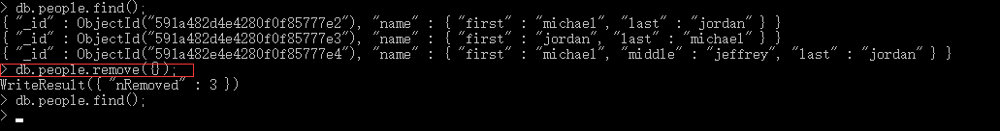 > db.people.find();
{ "_id" : ObjectId("591a482d4e4280f0f85777e2"), "name" : { "first" : "michael", "last" : "jordan" } }
{ "_id" : ObjectId("591a482d4e4280f0f85777e3"), "name" : { "first" : "jordan", "last" : "michael" } }
{ "_id" : ObjectId("591a482d4e4280f0f85777e4"), "name" : { "first" : "michael", "middle" : "jeffrey", "last" : "jordan" } }
> db.people.remove({});
WriteResult({ "nRemoved" : 3 })
> db.people.find();
>